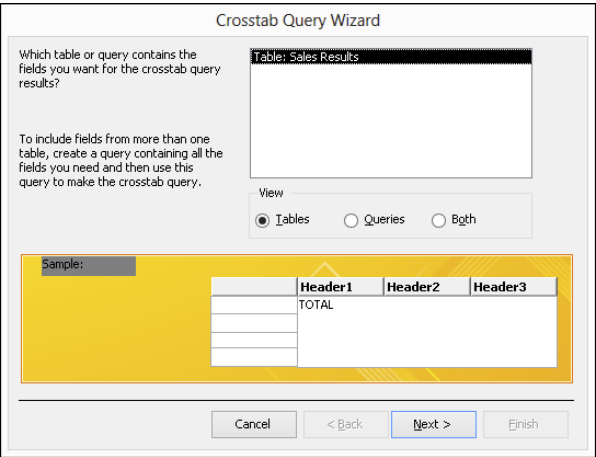 Crosstab Query Wizard
Which table or query contains the
fields you want for the crosstab query
results?
To include fields from more than one
table, create a query containing all the
fields you need and then use this
query to make the crosstab query.
Table: Sales Results
View
Tables
Queries
Both
Sample:
Header1 Header2 Header3
TOTAL
Cancel
< Back
Next >
Finish